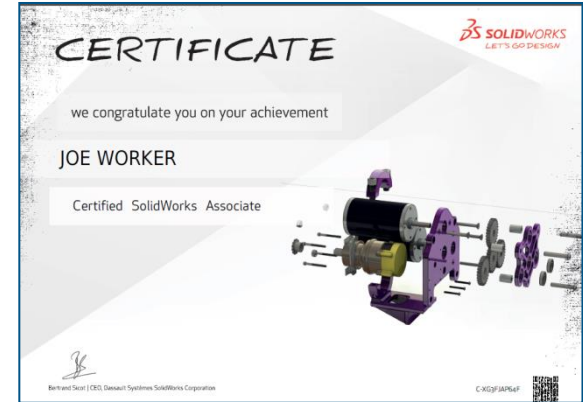 CERTIFICATE
SOLIDWORKS
LET'S GO DESIGN
we congratulate you on your achievement
JOE WORKER
Certified SolidWorks Associate
Bertrand Sicot | CEO, Dassault Systèmes SolidWorks Corporation